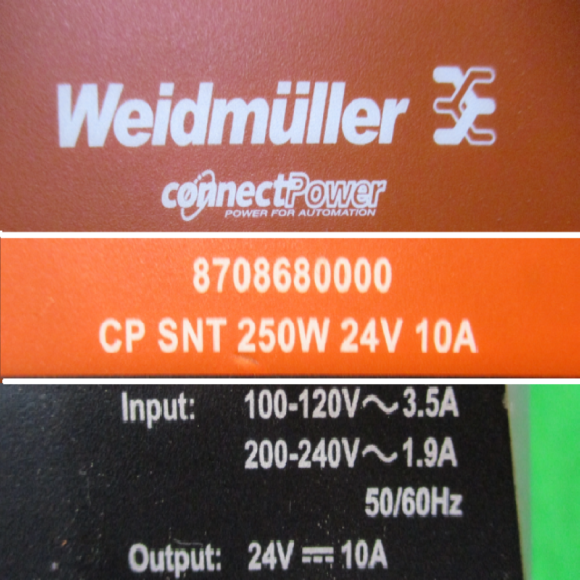 Weidmüller
connectPower
POWER FOR AUTOMATION
8708680000
CP SNT 250W 24V 10A
Input: 100-120V～3.5A
200-240V～1.9A
50/60Hz
Output: 24V ⎓ 10A